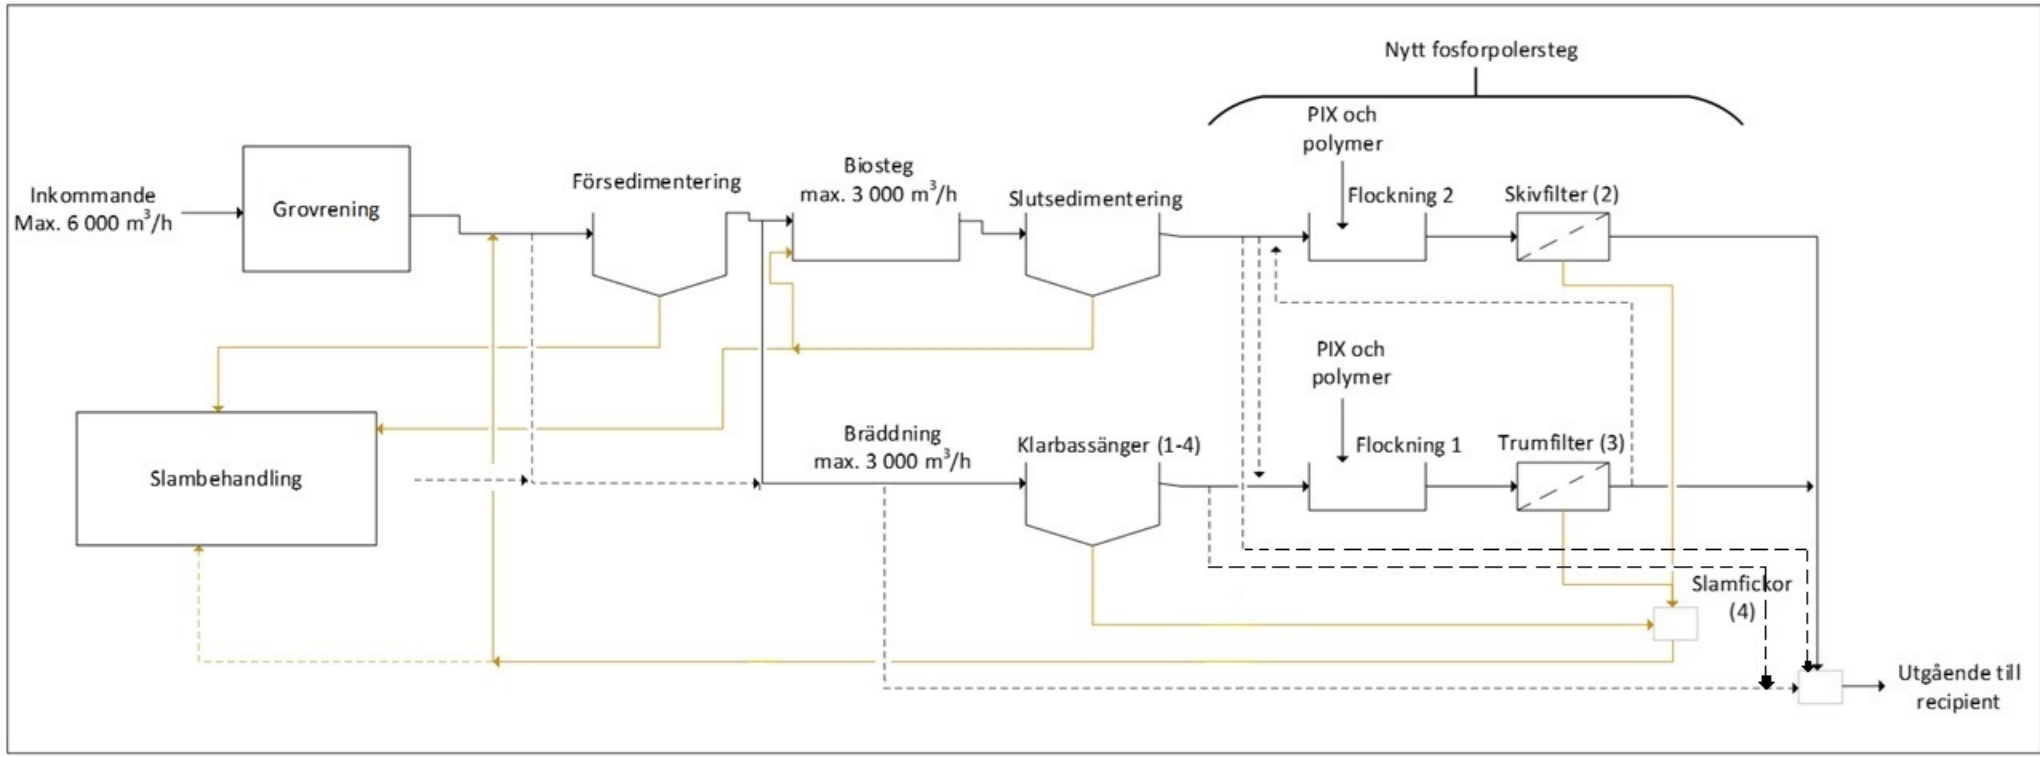 Nytt fosforpolersteg
PIX och
polymer
Inkommande
Max. 6 000 m³/h
Grovrening
Försedimentering
Biosteg
max. 3 000 m³/h
Slutsedimentering
Flockning 2
Skivfilter (2)
PIX och
polymer
Slambehandling
Bräddning
max. 3 000 m³/h
Klarbassänger (1-4)
Flockning 1
Trumfilter (3)
Slamfickor
(4)
Utgående till
recipient